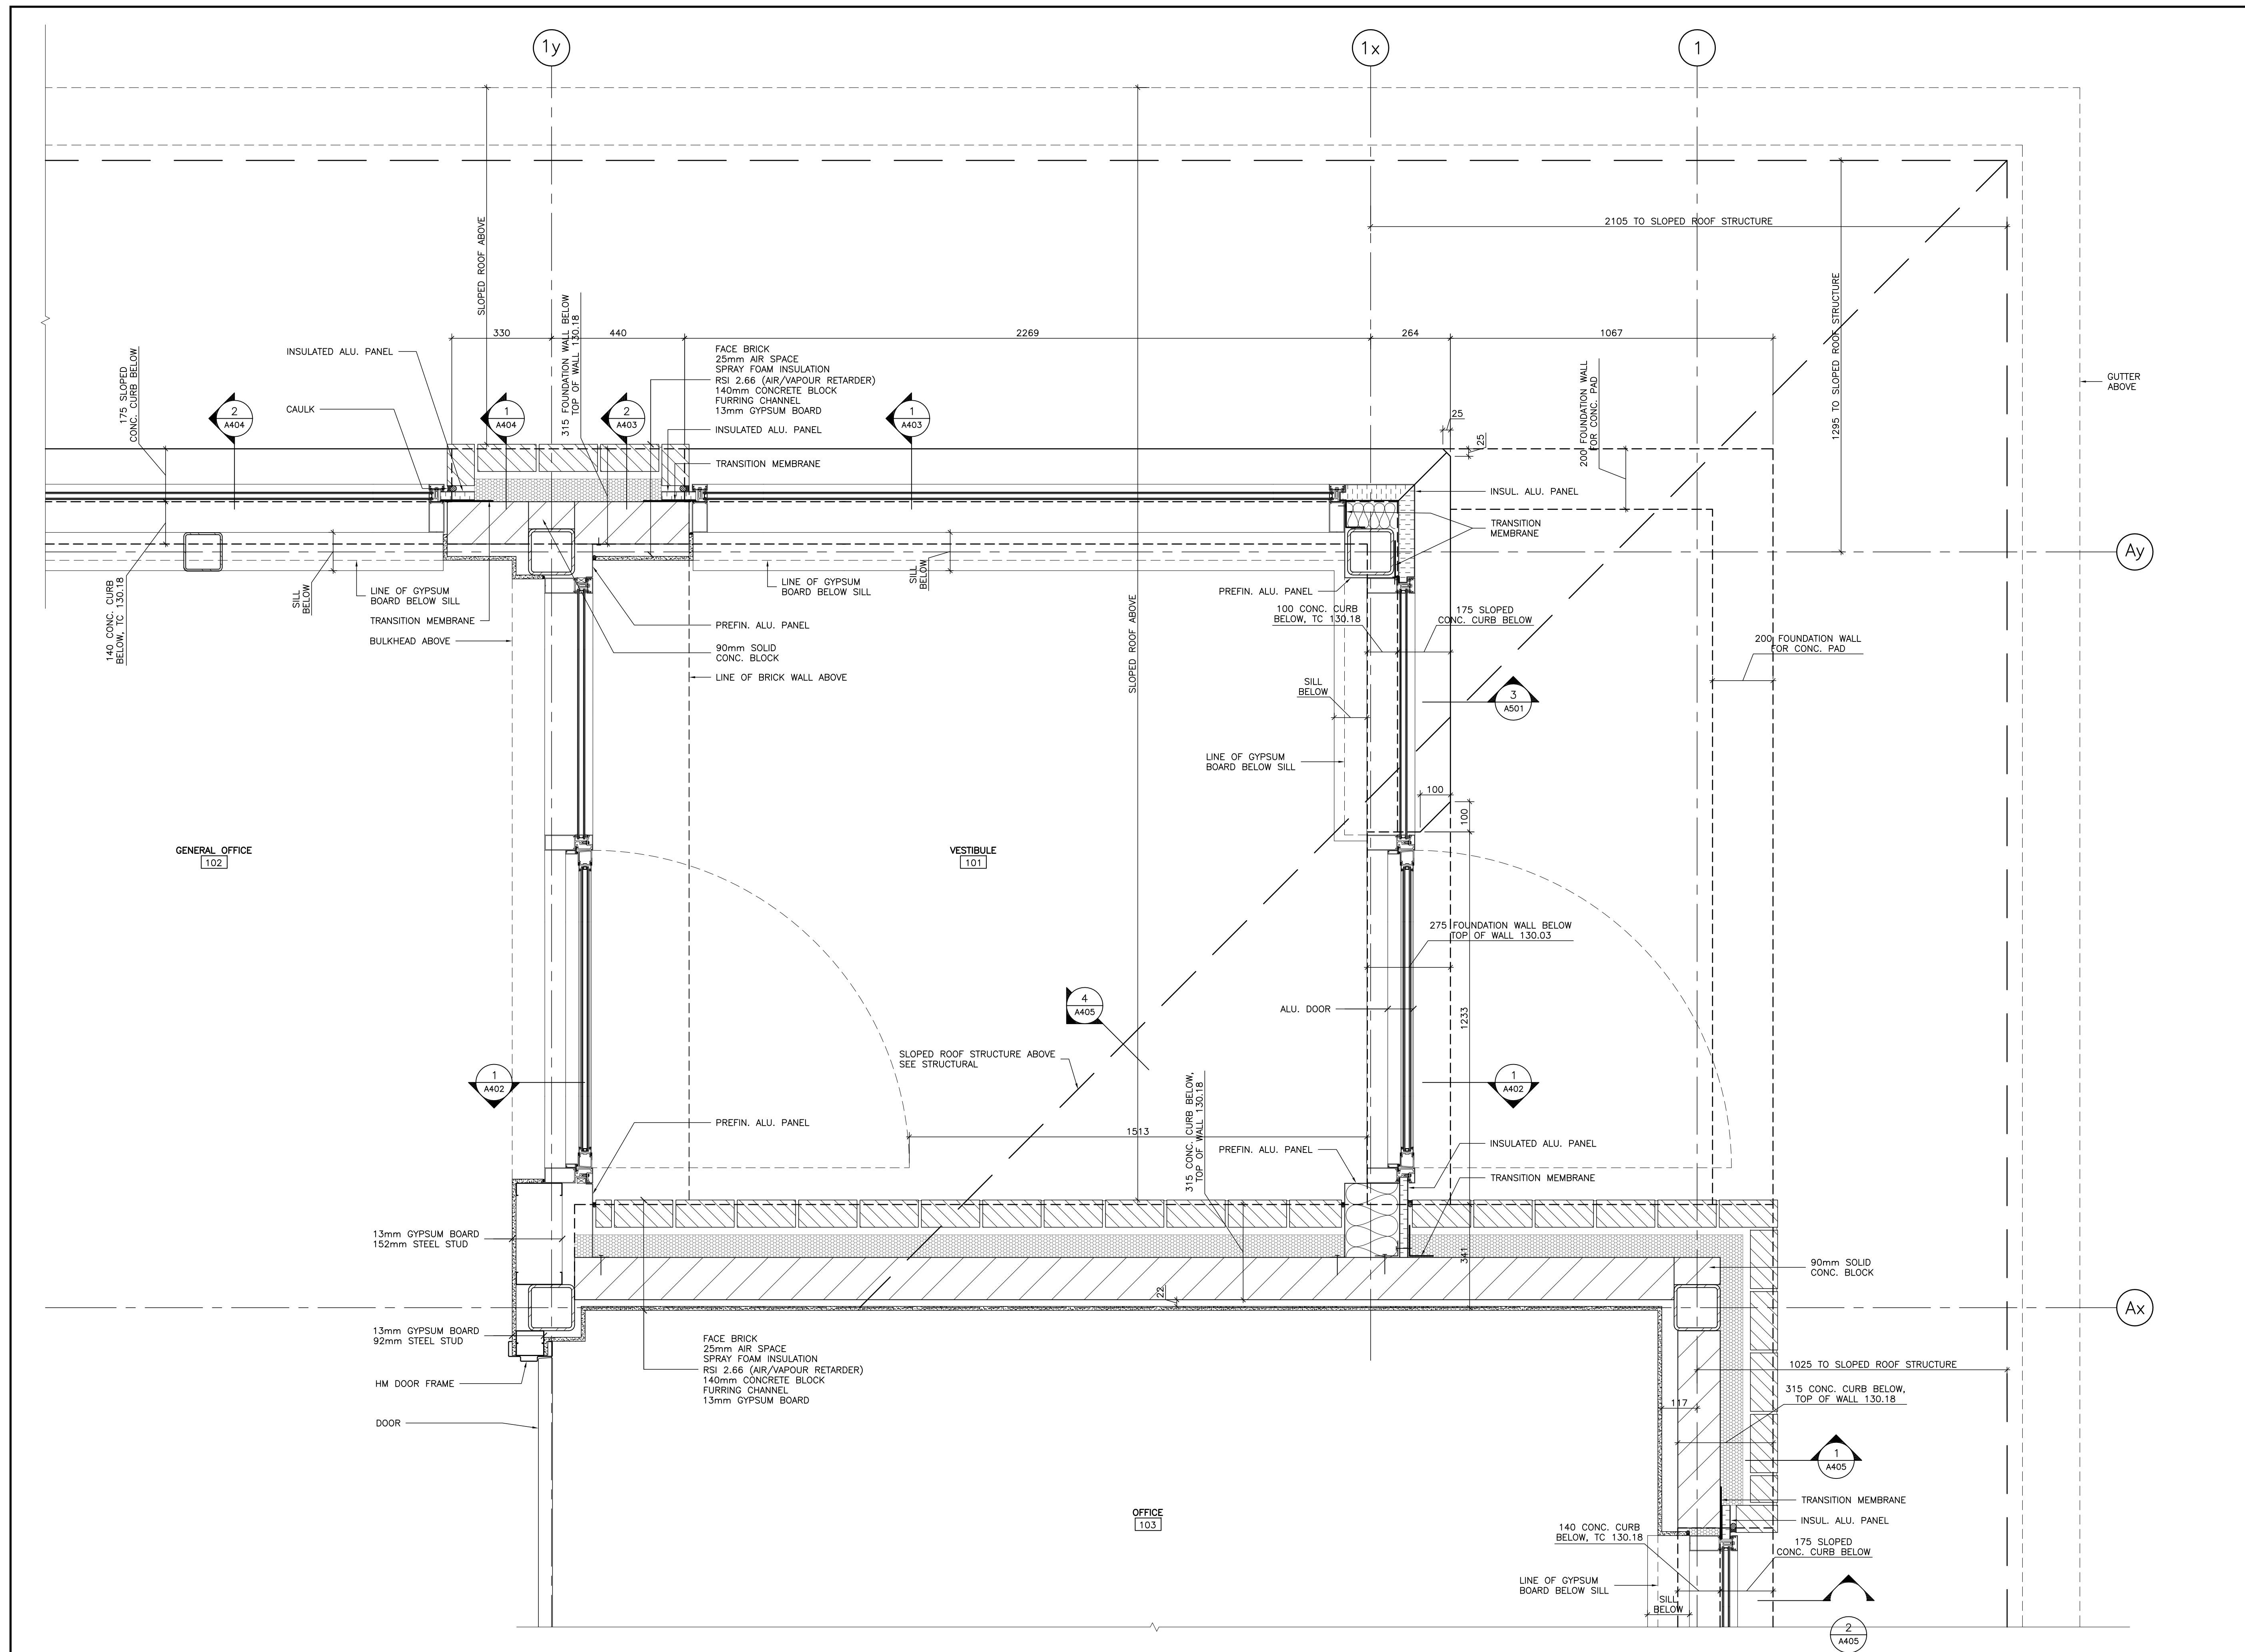 1y
1x
1
SLOPED ROOF ABOVE
2105 TO SLOPED ROOF STRUCTURE
1295 TO SLOPED ROOF STRUCTURE
GUTTER
ABOVE
330
440
2269
264
1067
315 FOUNDATION WALL BELOW
TOP OF WALL 130.18
175 SLOPED
CONC. CURB BELOW
INSULATED ALU. PANEL
CAULK
2
A404
1
A404
2
A403
1
A403
FACE BRICK
25mm AIR SPACE
SPRAY FOAM INSULATION
RSI 2.66 (AIR/VAPOUR RETARDER)
140mm CONCRETE BLOCK
FURRING CHANNEL
13mm GYPSUM BOARD
INSULATED ALU. PANEL
TRANSITION MEMBRANE
25
25
200 FOUNDATION WALL
FOR CONC. PAD
INSUL. ALU. PANEL
TRANSITION
MEMBRANE
Ay
140 CONC. CURB
BELOW, TC 130.18
SILL
BELOW
LINE OF GYPSUM
BOARD BELOW SILL
TRANSITION MEMBRANE
BULKHEAD ABOVE
LINE OF GYPSUM
BOARD BELOW SILL
SILL
BELOW
PREFIN. ALU. PANEL
90mm SOLID
CONC. BLOCK
LINE OF BRICK WALL ABOVE
SLOPED ROOF ABOVE
PREFIN. ALU. PANEL
100 CONC. CURB
BELOW, TC 130.18
175 SLOPED
CONC. CURB BELOW
200 FOUNDATION WALL
FOR CONC. PAD
SILL
BELOW
3
A501
LINE OF GYPSUM
BOARD BELOW SILL
100
100
GENERAL OFFICE
102
VESTIBULE
101
275 FOUNDATION WALL BELOW
TOP OF WALL 130.03
4
A405
ALU. DOOR
1233
SLOPED ROOF STRUCTURE ABOVE
SEE STRUCTURAL
1
A402
1
A402
PREFIN. ALU. PANEL
1513
315 CONC. CURB BELOW,
TOP OF WALL 130.18
PREFIN. ALU. PANEL
INSULATED ALU. PANEL
TRANSITION MEMBRANE
13mm GYPSUM BOARD
152mm STEEL STUD
341
22
90mm SOLID
CONC. BLOCK
Ax
13mm GYPSUM BOARD
92mm STEEL STUD
HM DOOR FRAME
DOOR
FACE BRICK
25mm AIR SPACE
SPRAY FOAM INSULATION
RSI 2.66 (AIR/VAPOUR RETARDER)
140mm CONCRETE BLOCK
FURRING CHANNEL
13mm GYPSUM BOARD
1025 TO SLOPED ROOF STRUCTURE
315 CONC. CURB BELOW,
TOP OF WALL 130.18
117
1
A405
TRANSITION MEMBRANE
INSUL. ALU. PANEL
OFFICE
103
140 CONC. CURB
BELOW, TC 130.18
175 SLOPED
CONC. CURB BELOW
LINE OF GYPSUM
BOARD BELOW SILL
SILL
BELOW
2
A405